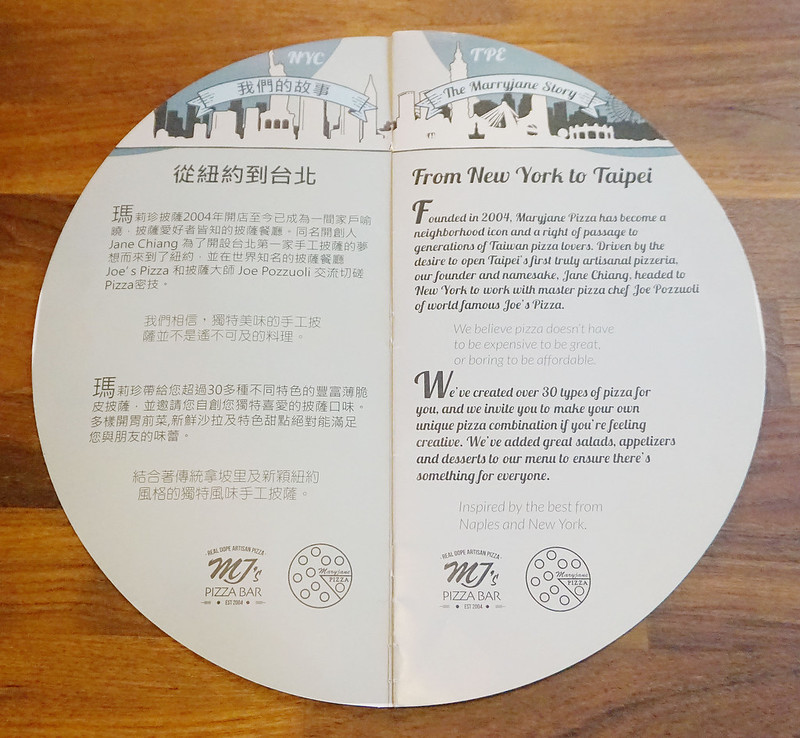 NYC
我們的故事
從紐約到台北
瑪莉珍披薩2004年開店至今已成為一間家戶喻
曉，披薩愛好者皆知的披薩餐廳。同名開創人
Jane Chiang 為了開設台北第一家手工披薩的夢
想而來到了紐約，並在世界知名的披薩餐廳
Joe's Pizza 和披薩大師 Joe Pozzuoli 交流切磋
Pizza密技。
我們相信，獨特美味的手工披
薩並不是遙不可及的料理。
瑪莉珍帶給您超過30多種不同特色的豐富薄脆
皮披薩，並邀請您自創您獨特喜愛的披薩口味。
多樣開胃前菜,新鮮沙拉及特色甜點絕對能滿足
您與朋友的味蕾。
結合著傳統拿坡里及新穎紐約
風格的獨特風味手工披薩。
REAL DOPE ARTISAN PIZZA
MJ's
PIZZA BAR
EST 2004
Maryjane
PIZZA
TPE
The Marryjane Story
From New York to Taipei
Founded in 2004, Maryjane Pizza has become a
neighborhood icon and a right of passage to
generations of Taiwan pizza lovers. Driven by the
desire to open Taipei's first truly artisanal pizzeria,
our founder and namesake, Jane Chiang, headed to
New York to work with master pizza chef Joe Pozzuoli
of world famous Joe's Pizza.
We believe pizza doesn't have
to be expensive to be great,
or boring to be affordable.
We've created over 30 types of pizza for
you, and we invite you to make your own
unique pizza combination if you're feeling
creative. We've added great salads, appetizers
and desserts to our menu to ensure there's
something for everyone.
Inspired by the best from
Naples and New York.
REAL DOPE ARTISAN PIZZA
MJ's
PIZZA BAR
EST 2004
Maryjane
PIZZA